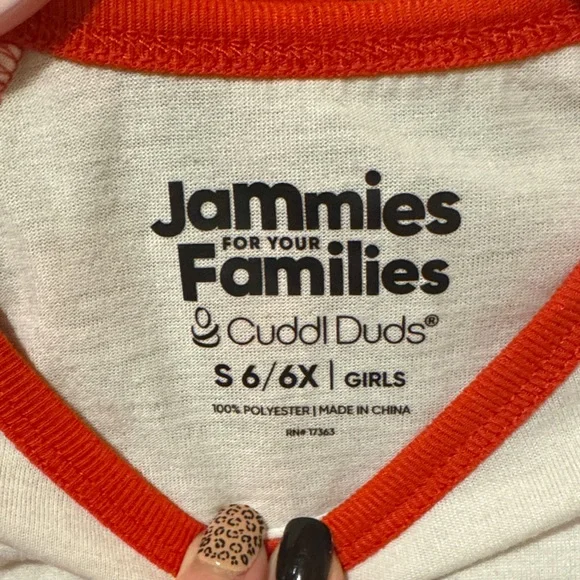 Jammies
FOR YOUR
Families
Cuddl Duds®
S 6/6X | GIRLS
100% POLYESTER | MADE IN CHINA
RN# 17363